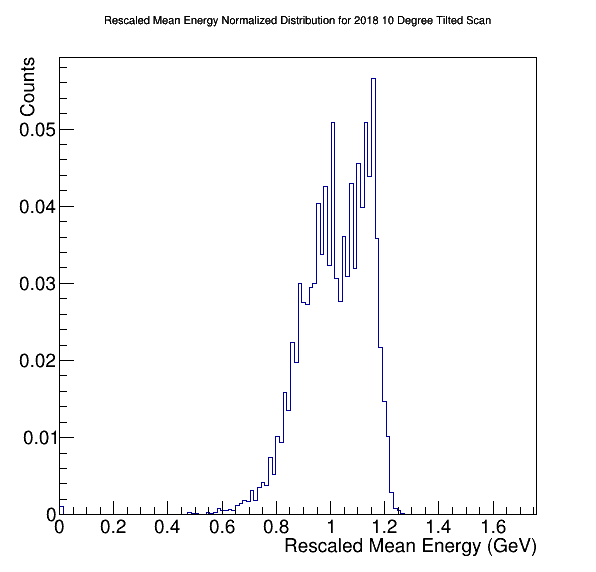 Rescaled Mean Energy Normalized Distribution for 2018 10 Degree Tilted Scan
Counts
0.05
0.04
0.03
0.02
0.01
0
0 0.2 0.4 0.6 0.8 1 1.2 1.4 1.6
Rescaled Mean Energy (GeV)